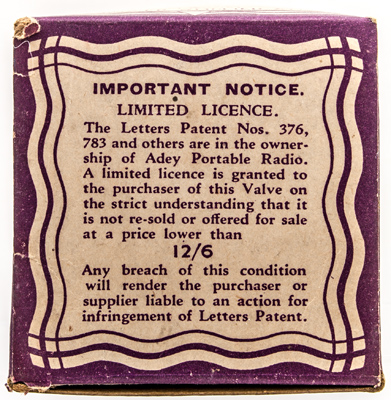 IMPORTANT NOTICE.
LIMITED LICENCE.
The Letters Patent Nos. 376,
783 and others are in the owner-
ship of Adey Portable Radio.
A limited licence is granted to
the purchaser of this Valve on
the strict understanding that it
is not re-sold or offered for sale
at a price lower than
12/6
Any breach of this condition
will render the purchaser or
supplier liable to an action for
infringement of Letters Patent.